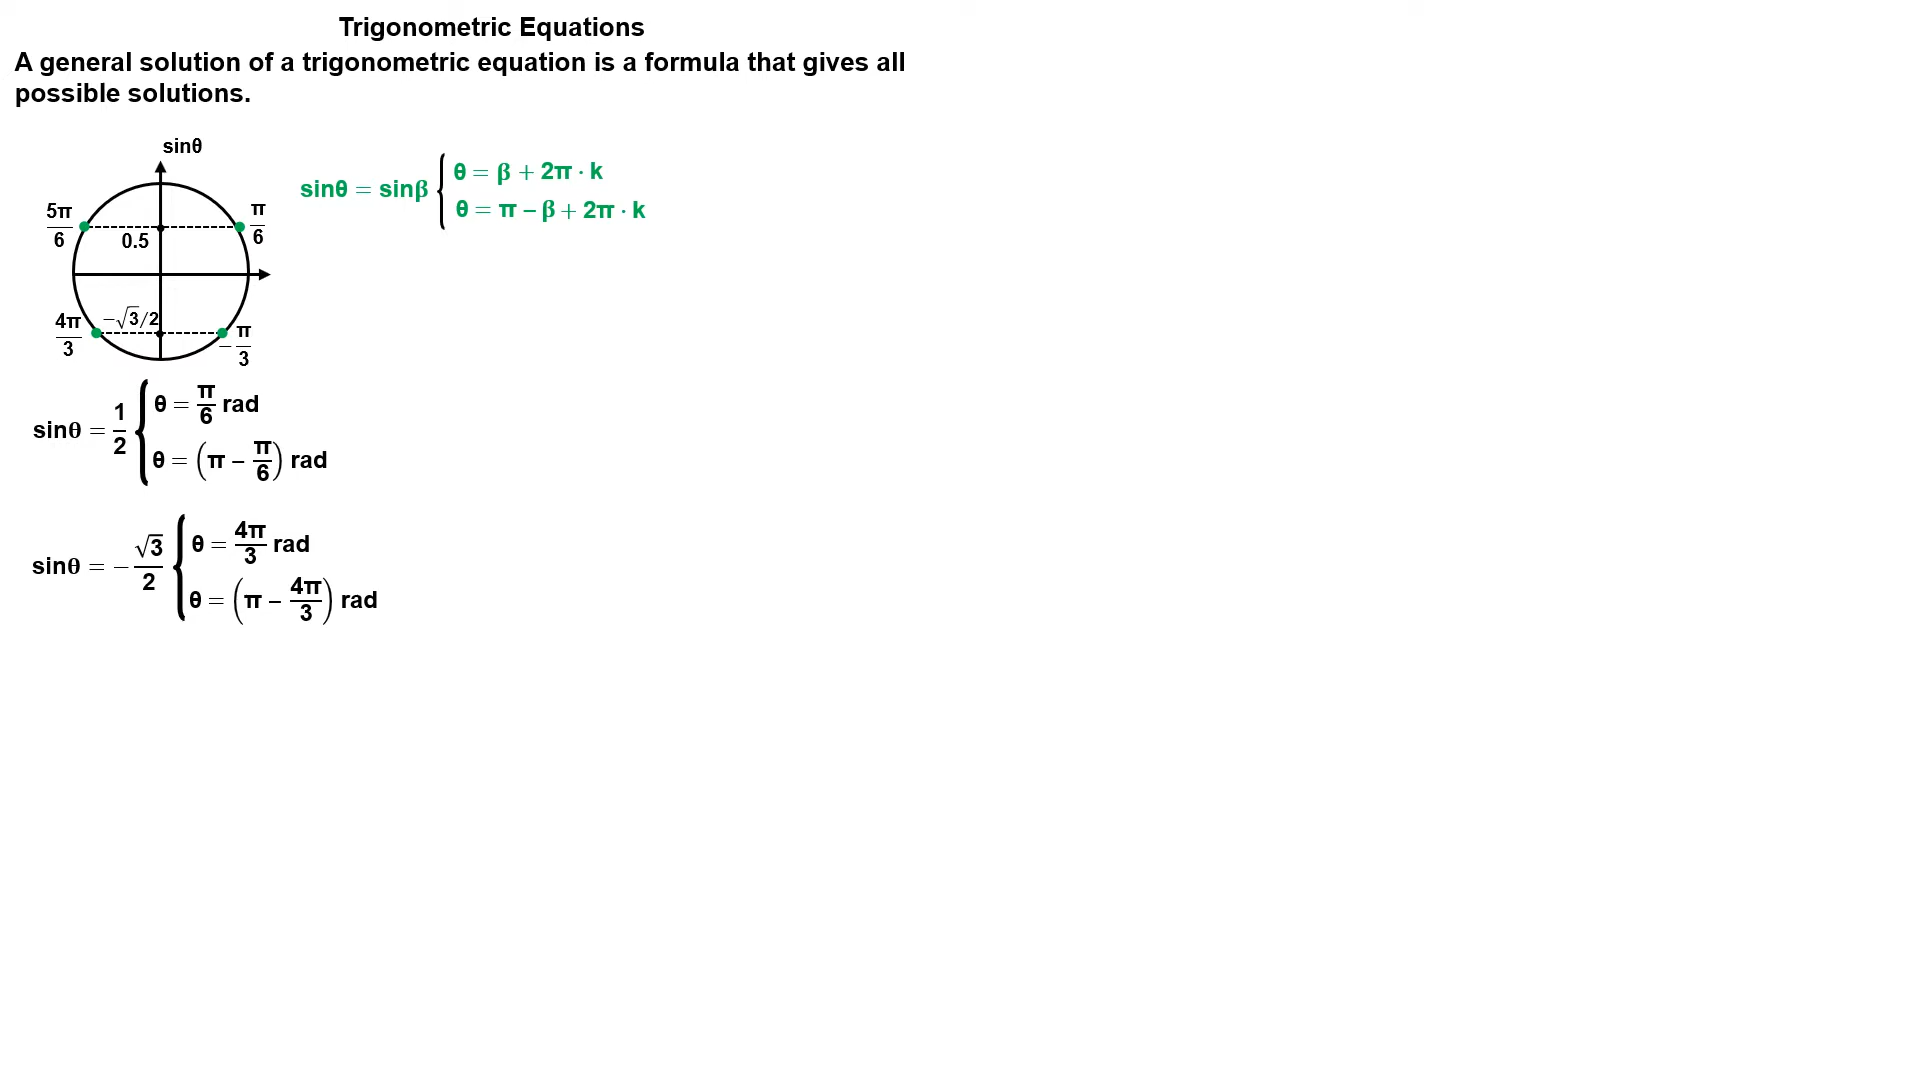 Trigonometric Equations
A general solution of a trigonometric equation is a formula that gives all
possible solutions.
sinθ
sinθ = sinβ { θ = β + 2π · k
θ = π – β + 2π · k
5π/6
π/6
0.5
4π/3
−√3/2
−π/3
sinθ = 1/2 { θ = π/6 rad
θ = (π – π/6) rad
sinθ = −√3/2 { θ = 4π/3 rad
θ = (π – 4π/3) rad